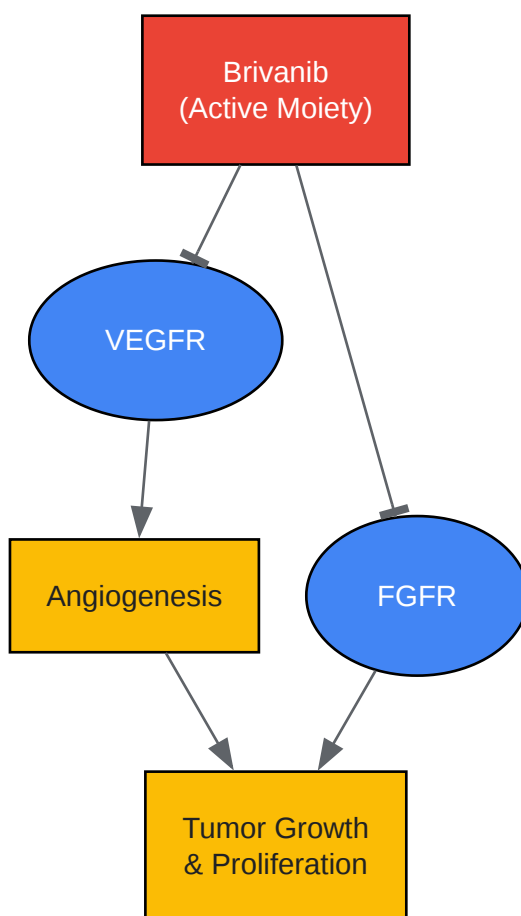 Brivanib
(Active Moiety)
VEGFR
Angiogenesis
FGFR
Tumor Growth
& Proliferation